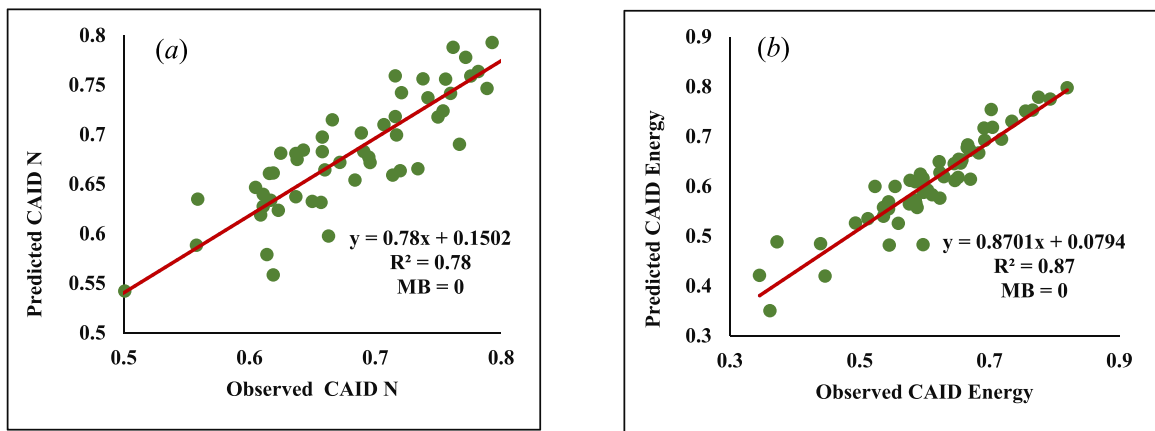 (a)
0.8
0.75
0.7
0.65
0.6
0.55
0.5
Predicted CAID N
y = 0.78x + 0.1502
R² = 0.78
MB = 0
0.5 0.6 0.7 0.8
Observed CAID N
(b)
0.9
0.8
0.7
0.6
0.5
0.4
0.3
Predicted CAID Energy
y = 0.8701x + 0.0794
R² = 0.87
MB = 0
0.3 0.5 0.7 0.9
Observed CAID Energy